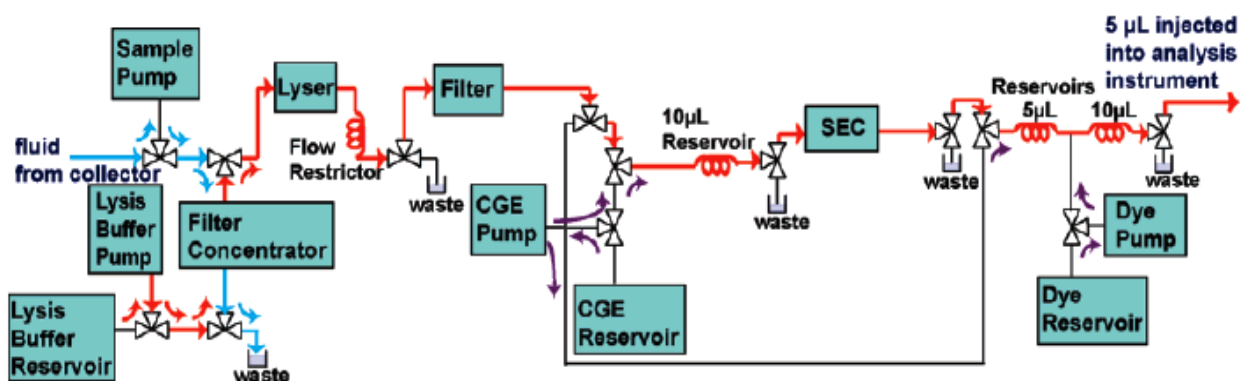 Sample
Pump
fluid
from collector
Lysis
Buffer
Pump
Lysis
Buffer
Reservoir
Filter
Concentrator
waste
Lyser
Flow
Restrictor
Filter
waste
CGE
Pump
CGE
Reservoir
10µL
Reservoir
waste
SEC
waste
Reservoirs
5µL
10µL
5 µL injected
into analysis
instrument
waste
Dye
Pump
Dye
Reservoir